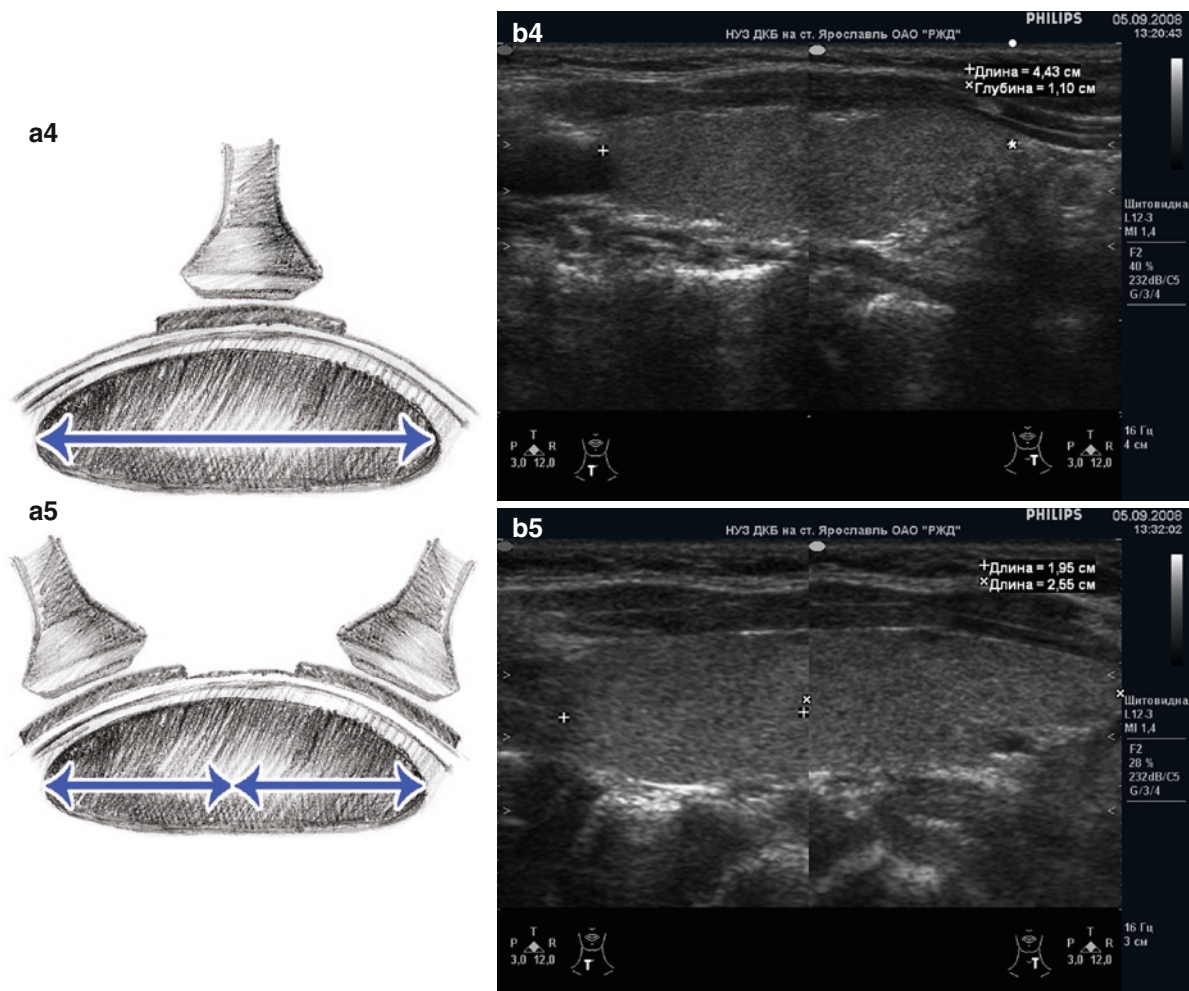 a4
b4
PHILIPS
05.09.2008
НУЗ ДКБ на ст. Ярославль ОАО "РЖД"
13:20:43
+Длина = 4,43 см
×Глубина = 1,10 см
Щитовидна
L12-3
MI 1,4
F2
40 %
232dB/C5
G/3/4
16 Гц
4 см
P T R
3,0 12,0
T
T
P T R
3,0 12,0
a5
b5
PHILIPS
05.09.2008
НУЗ ДКБ на ст. Ярославль ОАО "РЖД"
13:32:02
+Длина = 1,95 см
×Длина = 2,55 см
Щитовидна
L12-3
MI 1,4
F2
28 %
232dB/C5
G/3/4
16 Гц
3 см
P T R
3,0 12,0
T
T
P T R
3,0 12,0